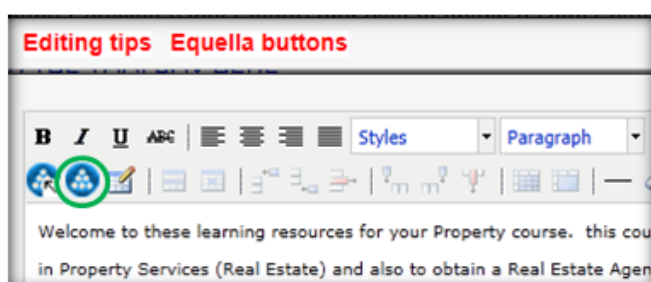 Editing tips Equella buttons
B I U ABC Styles Paragraph
Welcome to these learning resources for your Property course. this cou
in Property Services (Real Estate) and also to obtain a Real Estate Agen